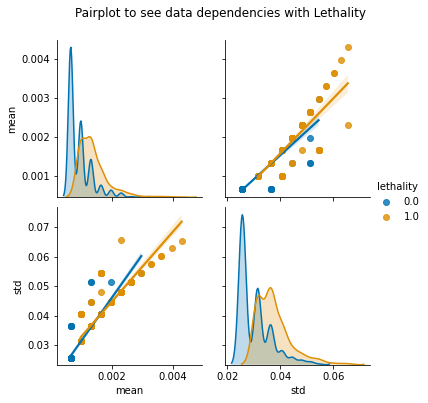 Pairplot to see data dependencies with Lethality
0.004
0.003
0.002
0.001
mean
lethality
0.0
1.0
0.07
0.06
0.05
0.04
0.03
std
0.002
0.004
mean
0.02
0.04
0.06
std